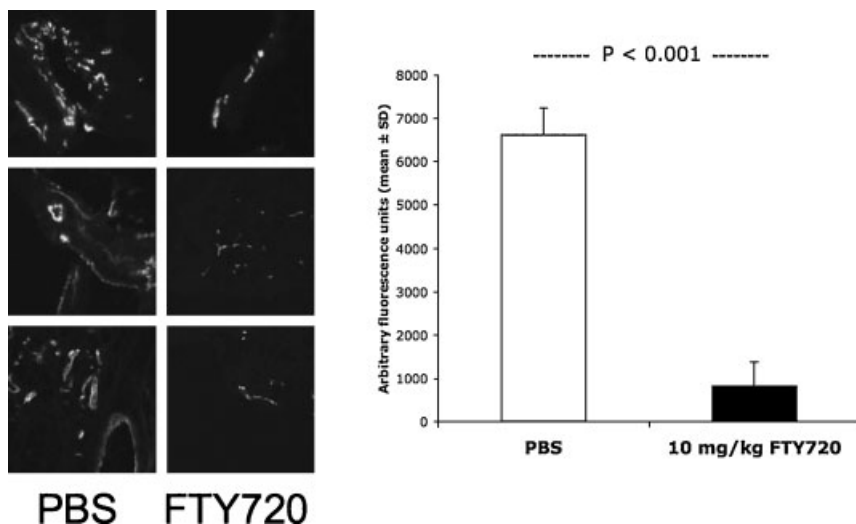 PBS FTY720
-------- P < 0.001 --------
Arbitrary fluorescence units (mean ± SD)
8000
7000
6000
5000
4000
3000
2000
1000
0
PBS 10 mg/kg FTY720